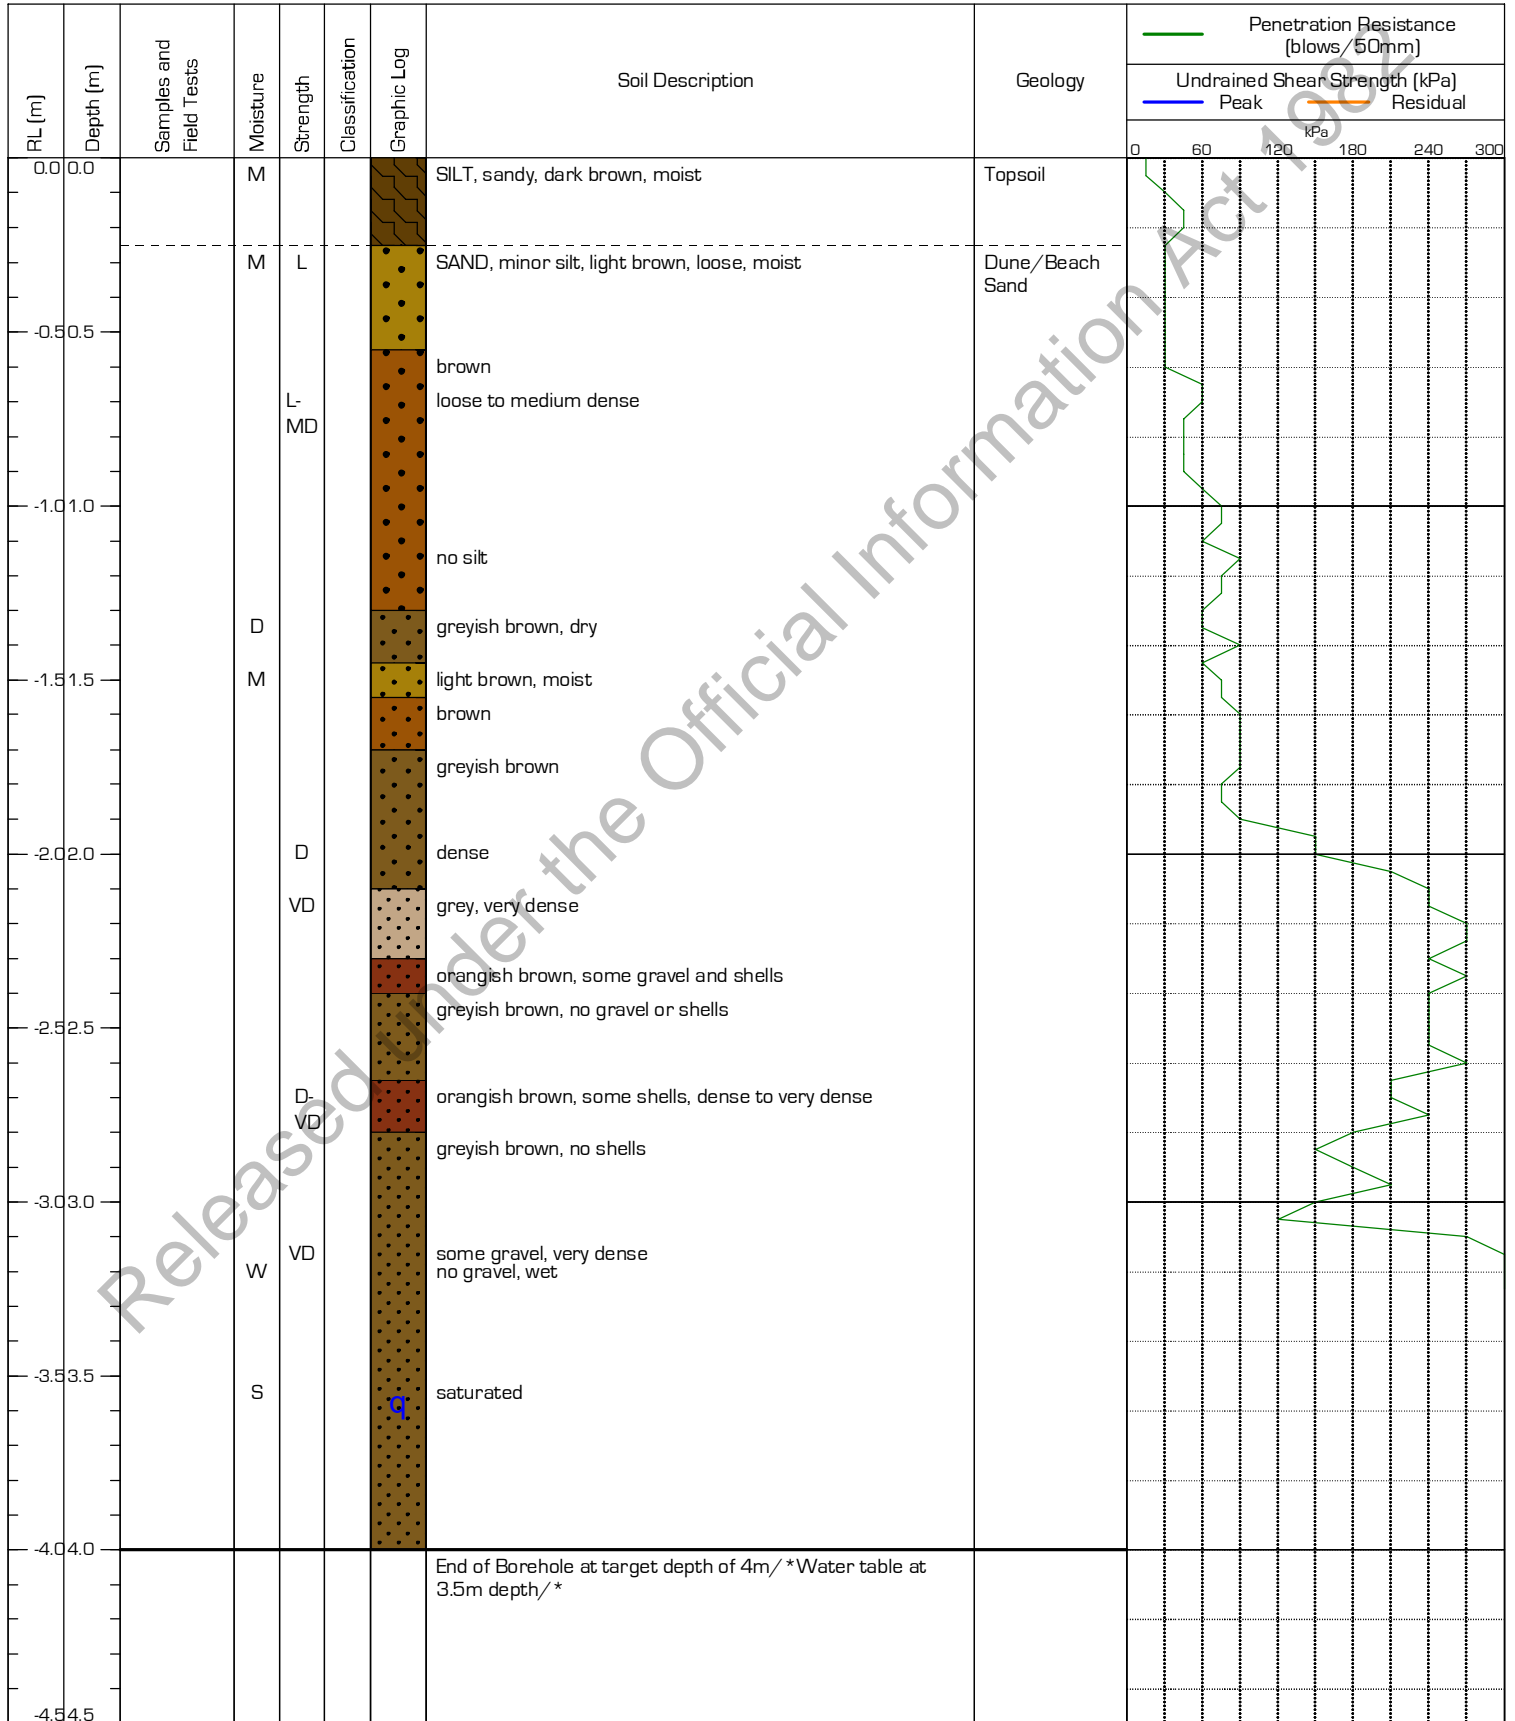 RL (m)
Depth (m)
Samples and
Field Tests
Moisture
Strength
Classification
Graphic Log
Soil Description
Geology
Penetration Resistance
(blows/50mm)
Undrained Shear Strength (kPa)
Peak Residual
kPa
0 60 120 180 240 300
0.0 0.0 M SILT, sandy, dark brown, moist Topsoil
M L SAND, minor silt, light brown, loose, moist Dune/Beach
Sand
-0.5 0.5
brown
L- loose to medium dense
MD
-1.0 1.0
no silt
D greyish brown, dry
-1.5 1.5 M light brown, moist
brown
greyish brown
-2.0 2.0 D dense
VD grey, very dense
orangish brown, some gravel and shells
greyish brown, no gravel or shells
-2.5 2.5
D- orangish brown, some shells, dense to very dense
VD
greyish brown, no shells
-3.0 3.0
VD some gravel, very dense
W no gravel, wet
-3.5 3.5
S saturated
q
-4.0 4.0
End of Borehole at target depth of 4m/*Water table at
3.5m depth/*
-4.5 4.5
Released under the Official Information Act 1982